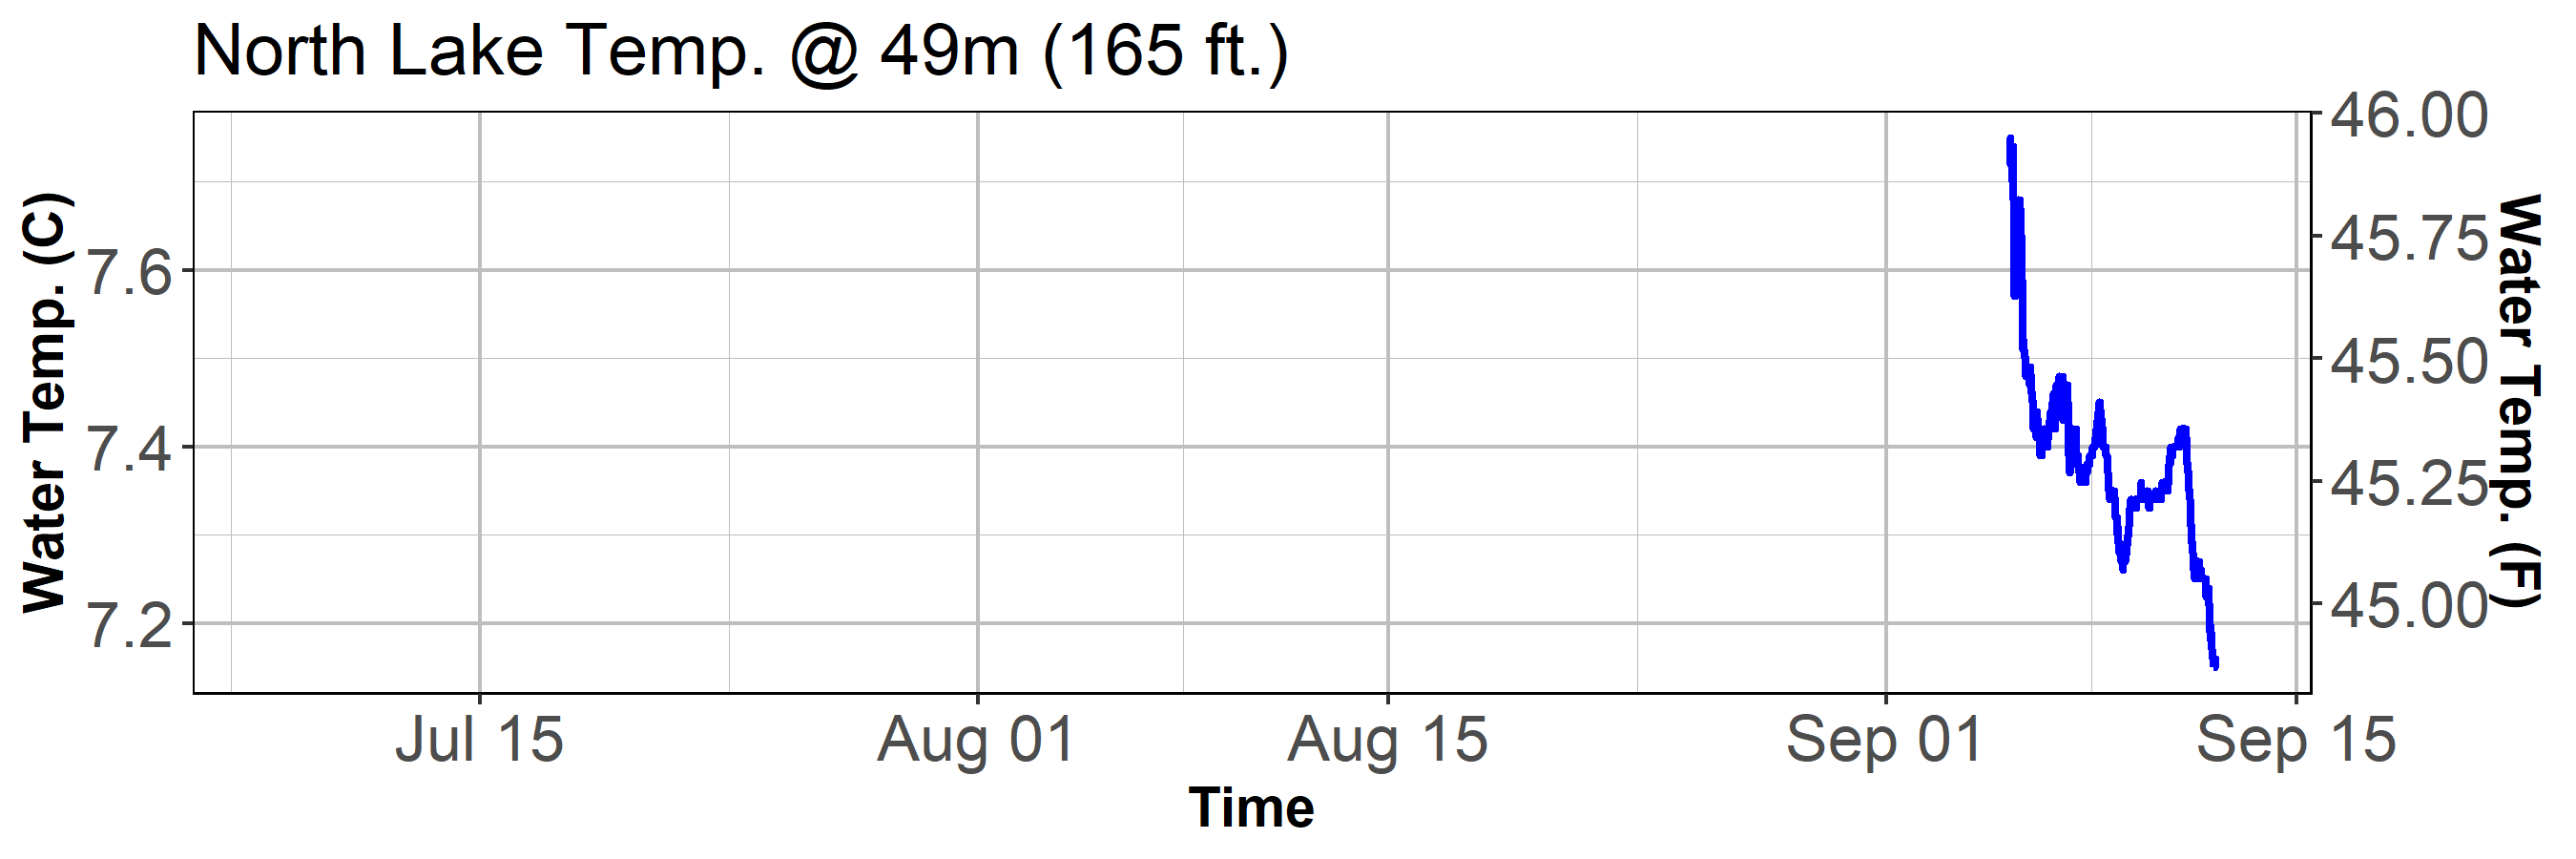 North Lake Temp. @ 49m (165 ft.)
Water Temp. (C)
7.6
7.4
7.2
46.00
45.75
45.50
45.25
45.00
Water Temp. (F)
Jul 15
Aug 01
Aug 15
Sep 01
Sep 15
Time